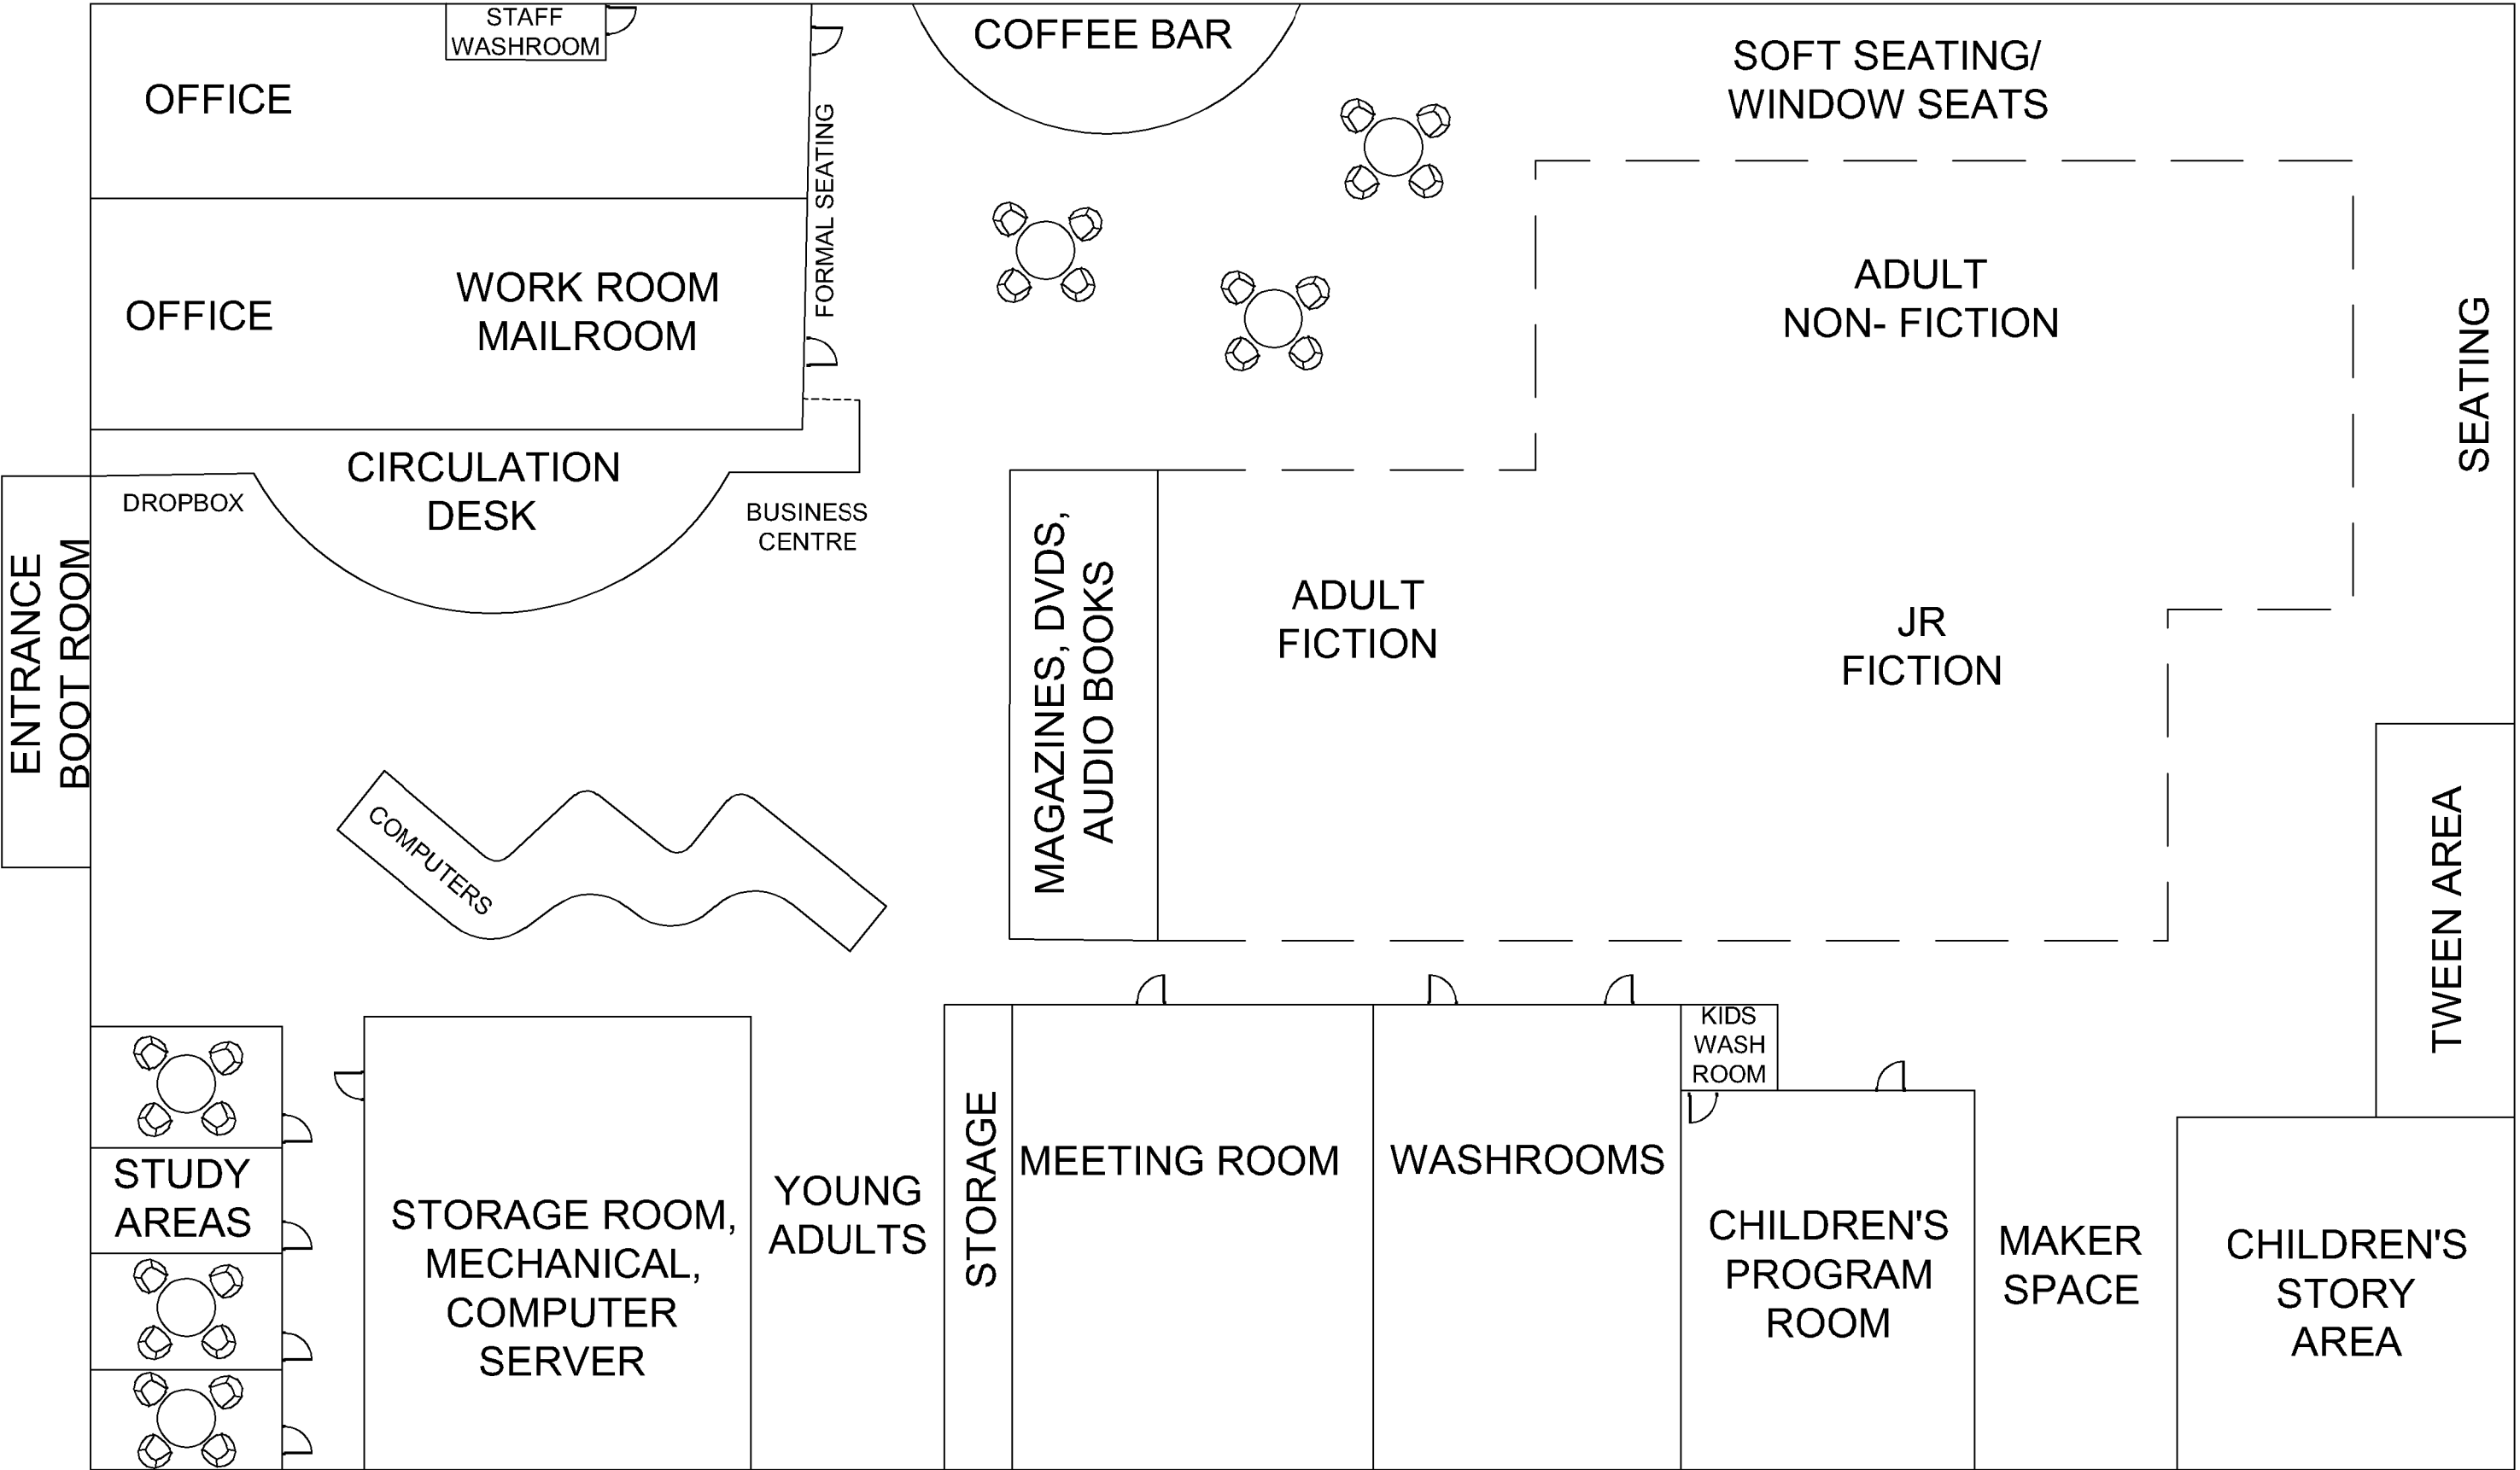 STAFF
WASHROOM
COFFEE BAR
SOFT SEATING/
WINDOW SEATS
OFFICE
FORMAL SEATING
OFFICE
WORK ROOM
MAILROOM
ADULT
NON- FICTION
SEATING
CIRCULATION
DESK
DROPBOX
BUSINESS
CENTRE
ENTRANCE
BOOT ROOM
MAGAZINES, DVDS,
AUDIO BOOKS
ADULT
FICTION
JR
FICTION
COMPUTERS
TWEEN AREA
KIDS
WASH
ROOM
STUDY
AREAS
STORAGE ROOM,
MECHANICAL,
COMPUTER
SERVER
YOUNG
ADULTS
STORAGE
MEETING ROOM
WASHROOMS
CHILDREN'S
PROGRAM
ROOM
MAKER
SPACE
CHILDREN'S
STORY
AREA